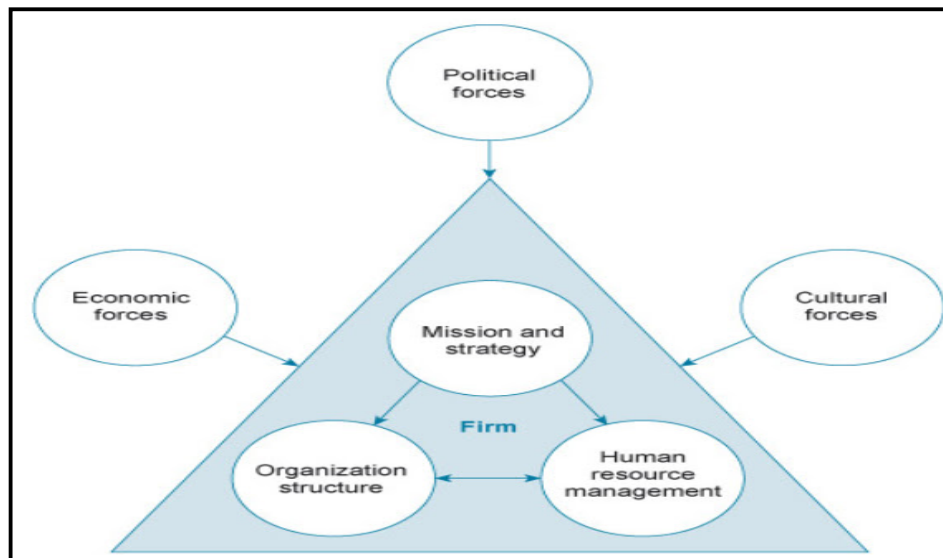 Political
forces
Economic
forces
Cultural
forces
Mission and
strategy
Firm
Organization
structure
Human
resource
management